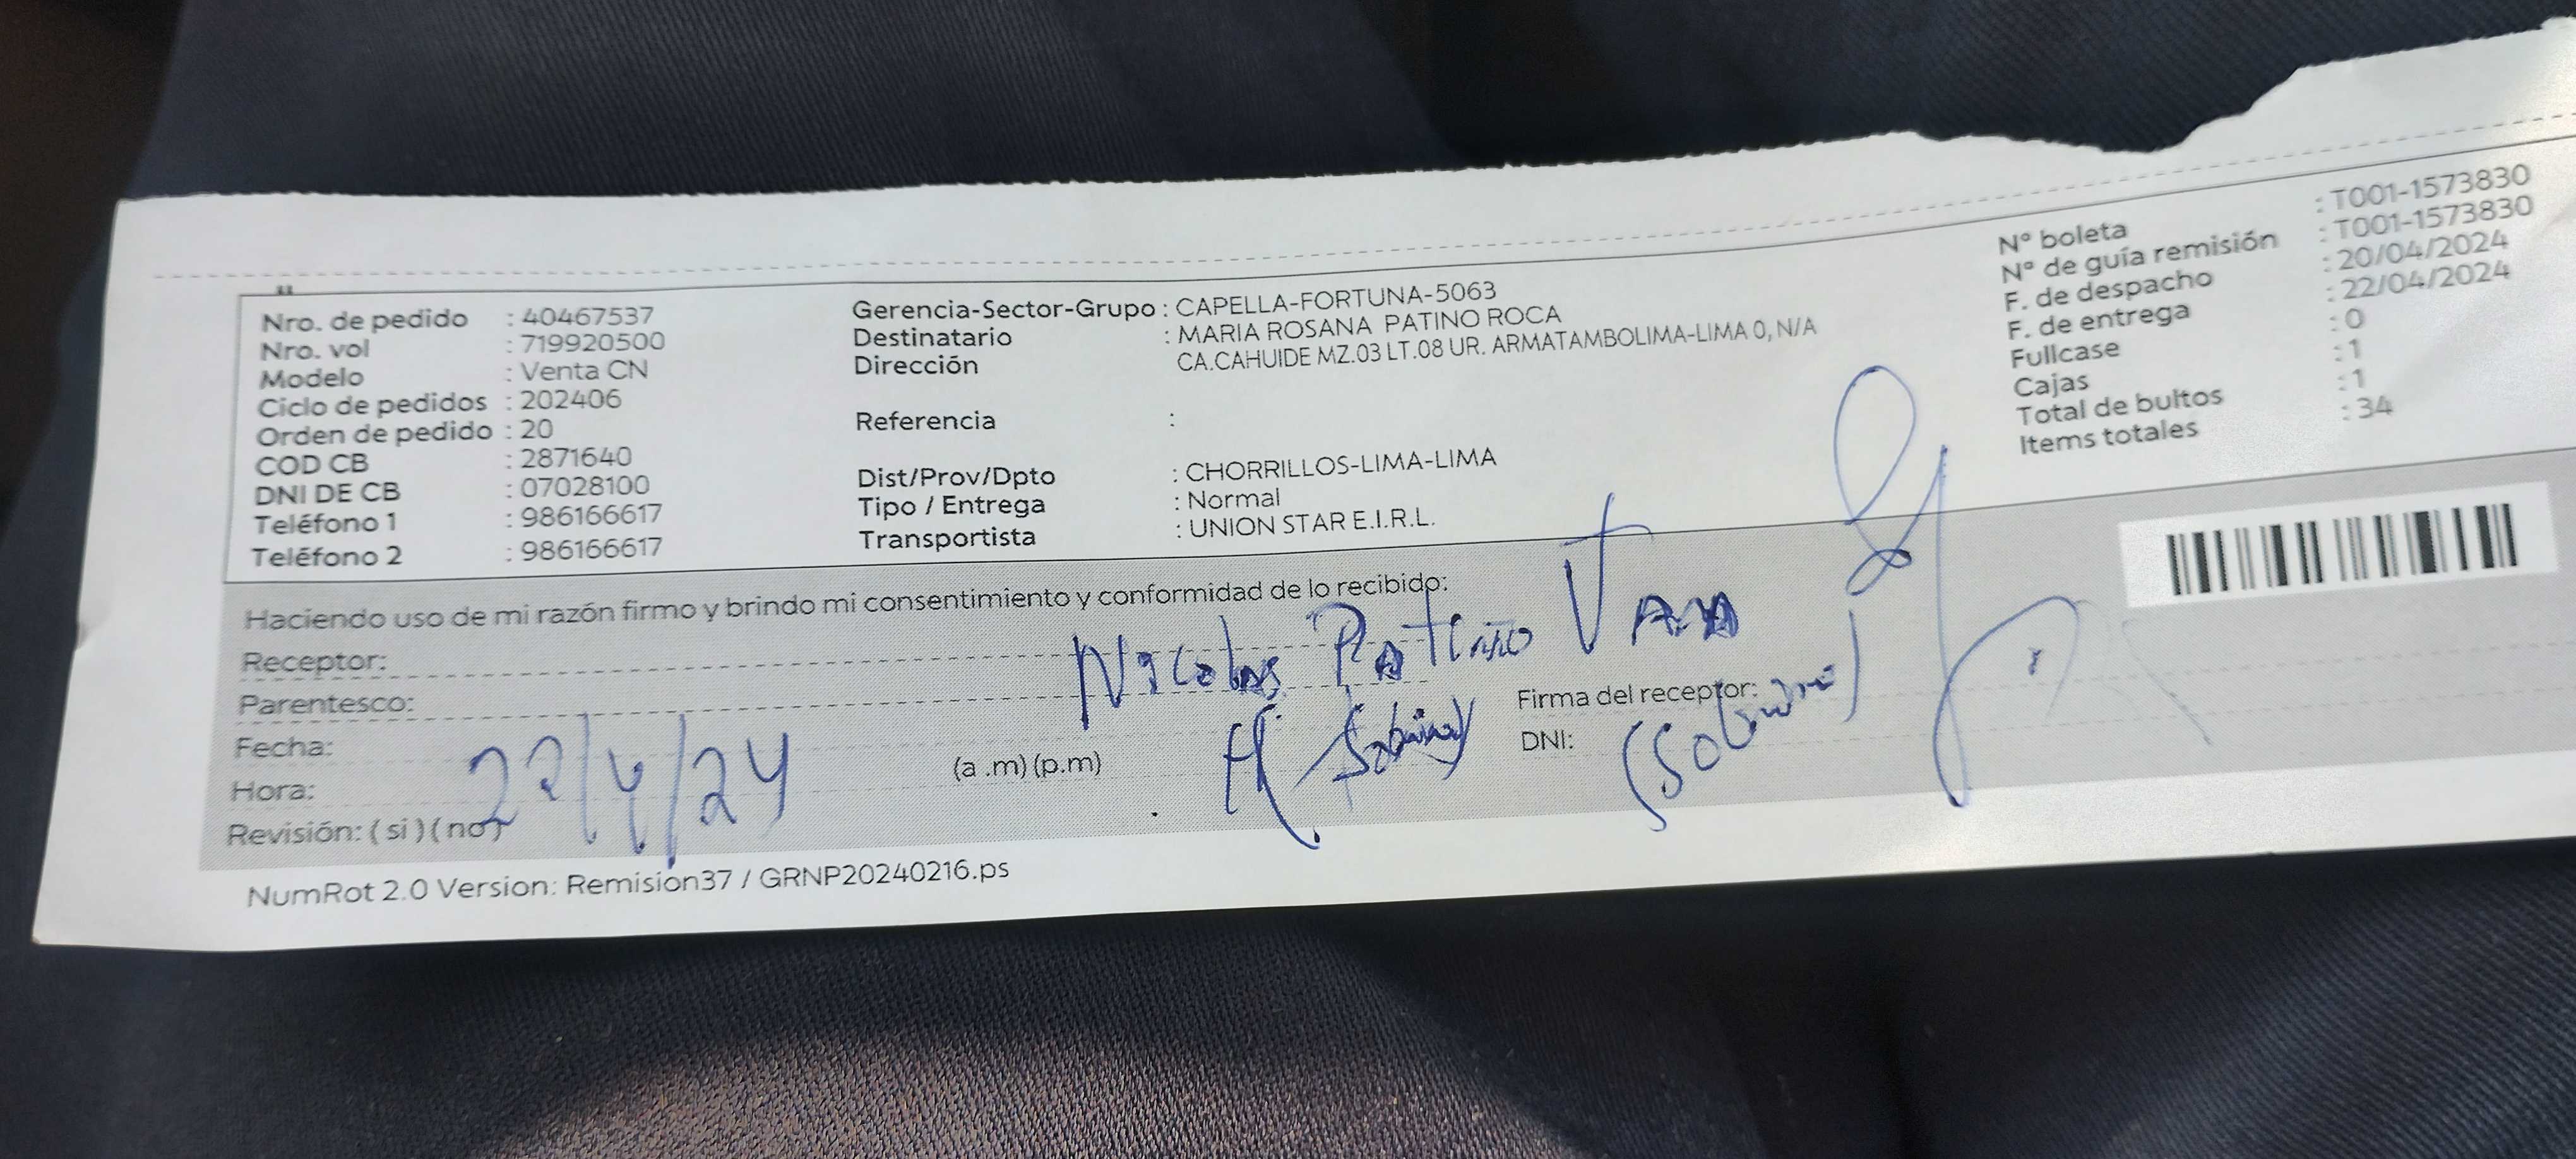 Nro. de pedido : 40467537
Nro. vol : 719920500
Modelo : Venta CN
Ciclo de pedidos : 202406
Orden de pedido : 20
COD CB : 2871640
DNI DE CB : 07028100
Teléfono 1 : 986166617
Teléfono 2 : 986166617
Gerencia-Sector-Grupo : CAPELLA-FORTUNA-5063
Destinatario : MARIA ROSANA PATINO ROCA
Dirección CA.CAHUIDE MZ.03 LT.08 UR. ARMATAMBOLIMA-LIMA 0, N/A
Referencia :
Dist/Prov/Dpto : CHORRILLOS-LIMA-LIMA
Tipo / Entrega : Normal
Transportista : UNION STAR E.I.R.L.
N° boleta : T001-1573830
N° de guía remisión : T001-1573830
F. de despacho : 20/04/2024
F. de entrega : 22/04/2024
Fullcase : 0
Cajas : 1
Total de bultos : 1
Items totales : 34
Haciendo uso de mi razón firmo y brindo mi consentimiento y conformidad de lo recibido:
Receptor: Nicolas Patiño
Parentesco:
Firma del receptor:
(Sobrino)
Fecha: 22/4/24
DNI:
Hora: (a .m) (p.m)
Revisión: ( si ) ( no )
NumRot 2.0 Version: Remision37 / GRNP20240216.ps